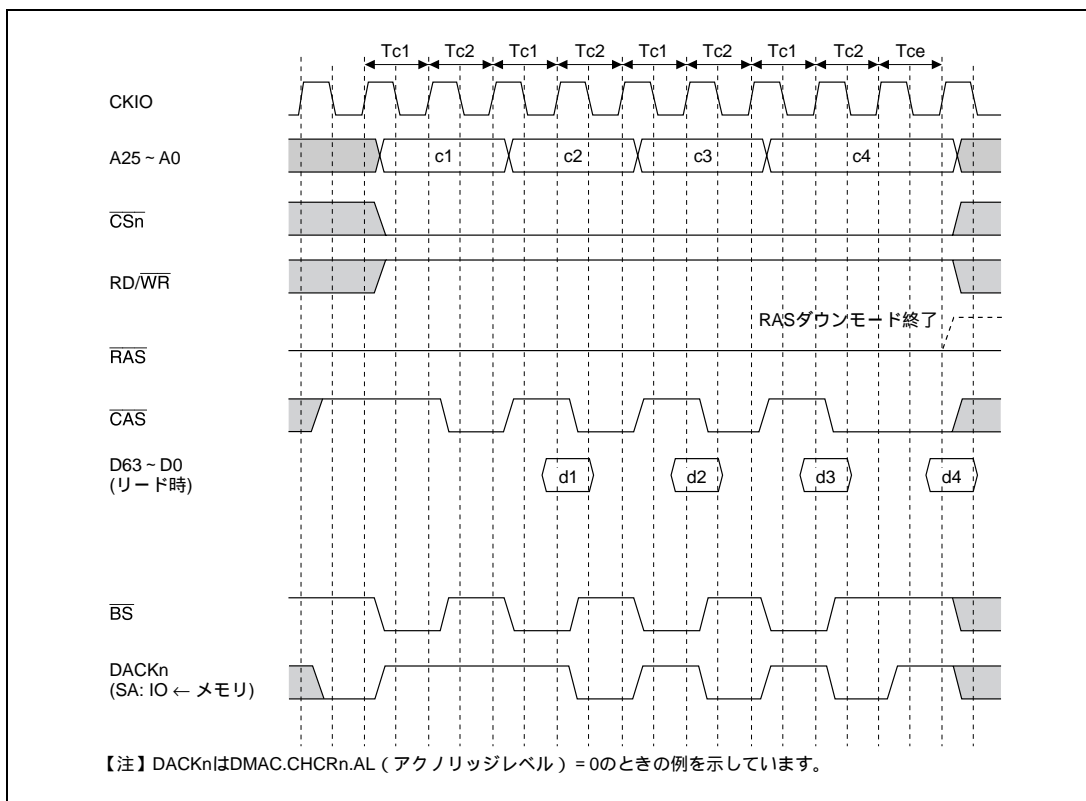 Tc1 Tc2 Tc1 Tc2 Tc1 Tc2 Tc1 Tc2 Tce
CKIO
A25 ~ A0 c1 c2 c3 c4
CSn
RD/WR
RASダウンモード終了
RAS
CAS
D63 ~ D0
(リード時) d1 d2 d3 d4
BS
DACKn
(SA: IO ← メモリ)
【注】DACKnはDMAC.CHCRn.AL(アクノリッジレベル)= 0のときの例を示しています。